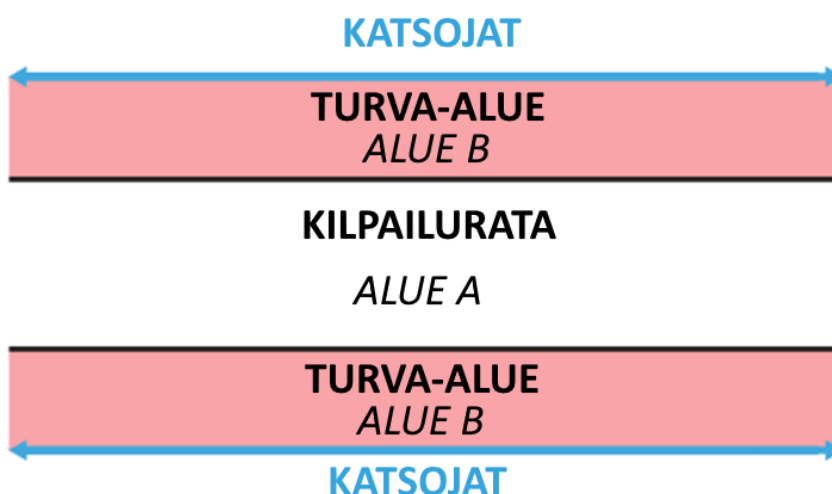 KATSOJAT
TURVA-ALUE
ALUE B
KILPAILURATA
ALUE A
TURVA-ALUE
ALUE B
KATSOJAT